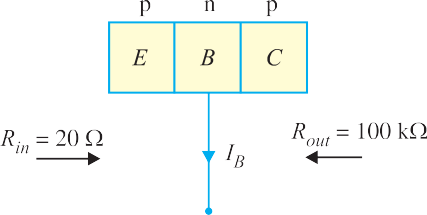 p n p
E B C
R_in = 20 Ω
I_B
R_out = 100 kΩ